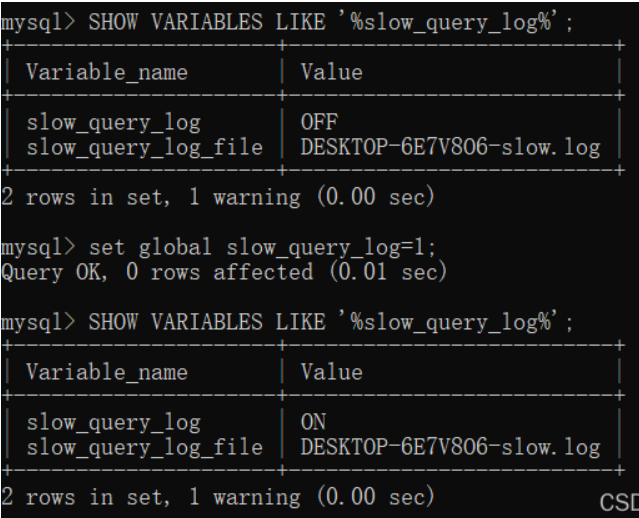 mysql> SHOW VARIABLES LIKE '%slow_query_log%';
+---------------------+--------------------------+
| Variable_name | Value |
+---------------------+--------------------------+
| slow_query_log | OFF |
| slow_query_log_file | DESKTOP-6E7V806-slow.log |
+---------------------+--------------------------+
2 rows in set, 1 warning (0.00 sec)
mysql> set global slow_query_log=1;
Query OK, 0 rows affected (0.01 sec)
mysql> SHOW VARIABLES LIKE '%slow_query_log%';
+---------------------+--------------------------+
| Variable_name | Value |
+---------------------+--------------------------+
| slow_query_log | ON |
| slow_query_log_file | DESKTOP-6E7V806-slow.log |
+---------------------+--------------------------+
2 rows in set, 1 warning (0.00 sec)